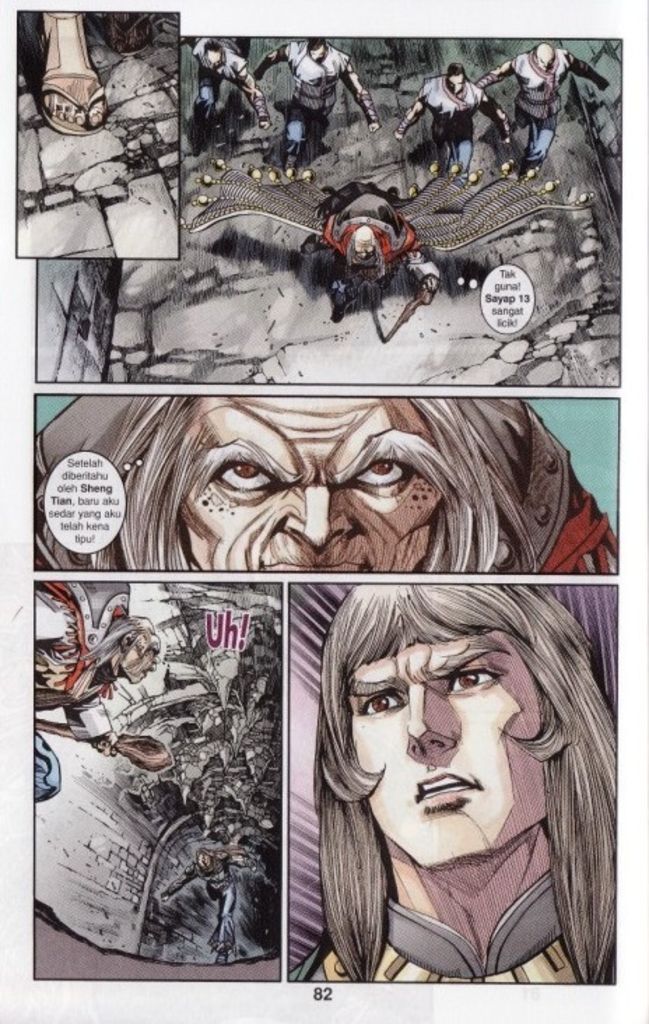 Tak
guna!
Sayap 13
sangat
licik!
Setelah
diberitahu
oleh Sheng
Tian, baru aku
sedar yang aku
telah kena
tipu!
Uh!
82